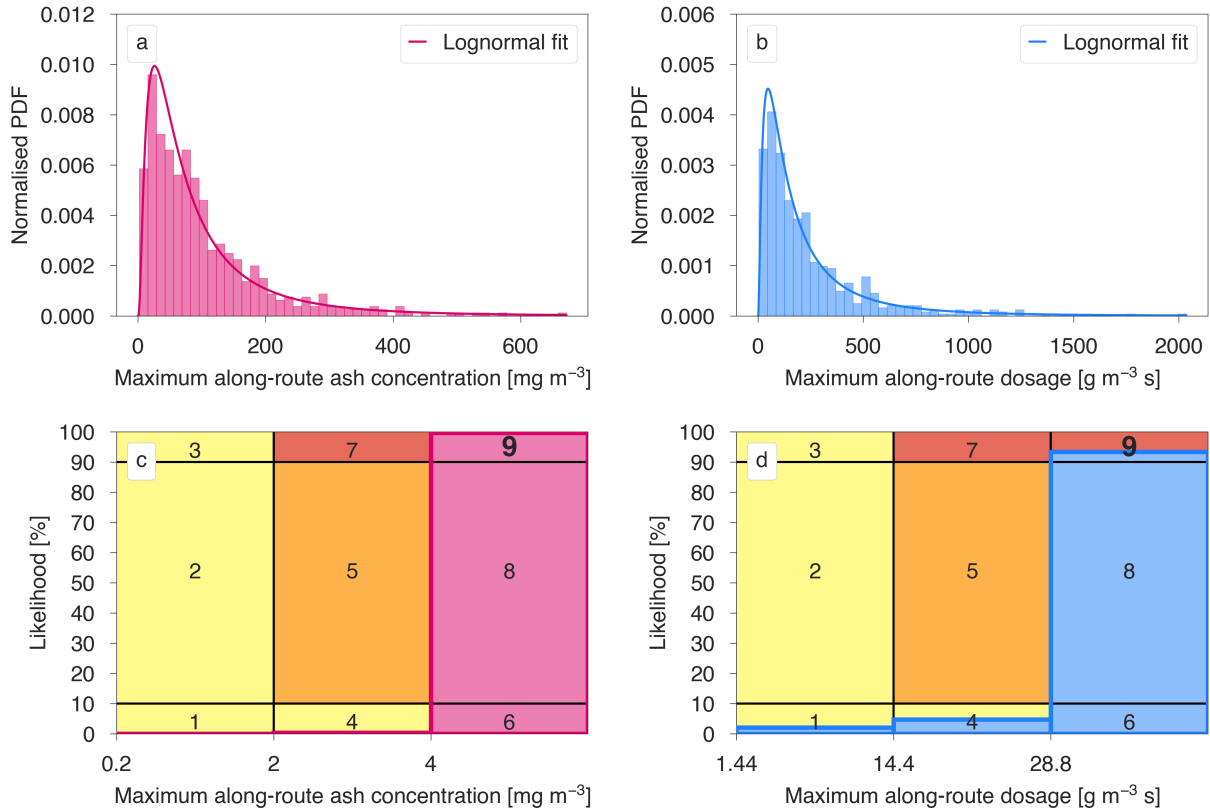 a
Lognormal fit
0.012
0.010
0.008
0.006
0.004
0.002
0.000
Normalised PDF
0 200 400 600
Maximum along-route ash concentration [mg m⁻³]
b
Lognormal fit
0.006
0.005
0.004
0.003
0.002
0.001
0.000
Normalised PDF
0 500 1000 1500 2000
Maximum along-route dosage [g m⁻³ s]
c
100
90
80
70
60
50
40
30
20
10
0
Likelihood [%]
3 7 9
2 5 8
1 4 6
0.2 2 4
Maximum along-route ash concentration [mg m⁻³]
d
100
90
80
70
60
50
40
30
20
10
0
Likelihood [%]
3 7 9
2 5 8
1 4 6
1.44 14.4 28.8
Maximum along-route dosage [g m⁻³ s]